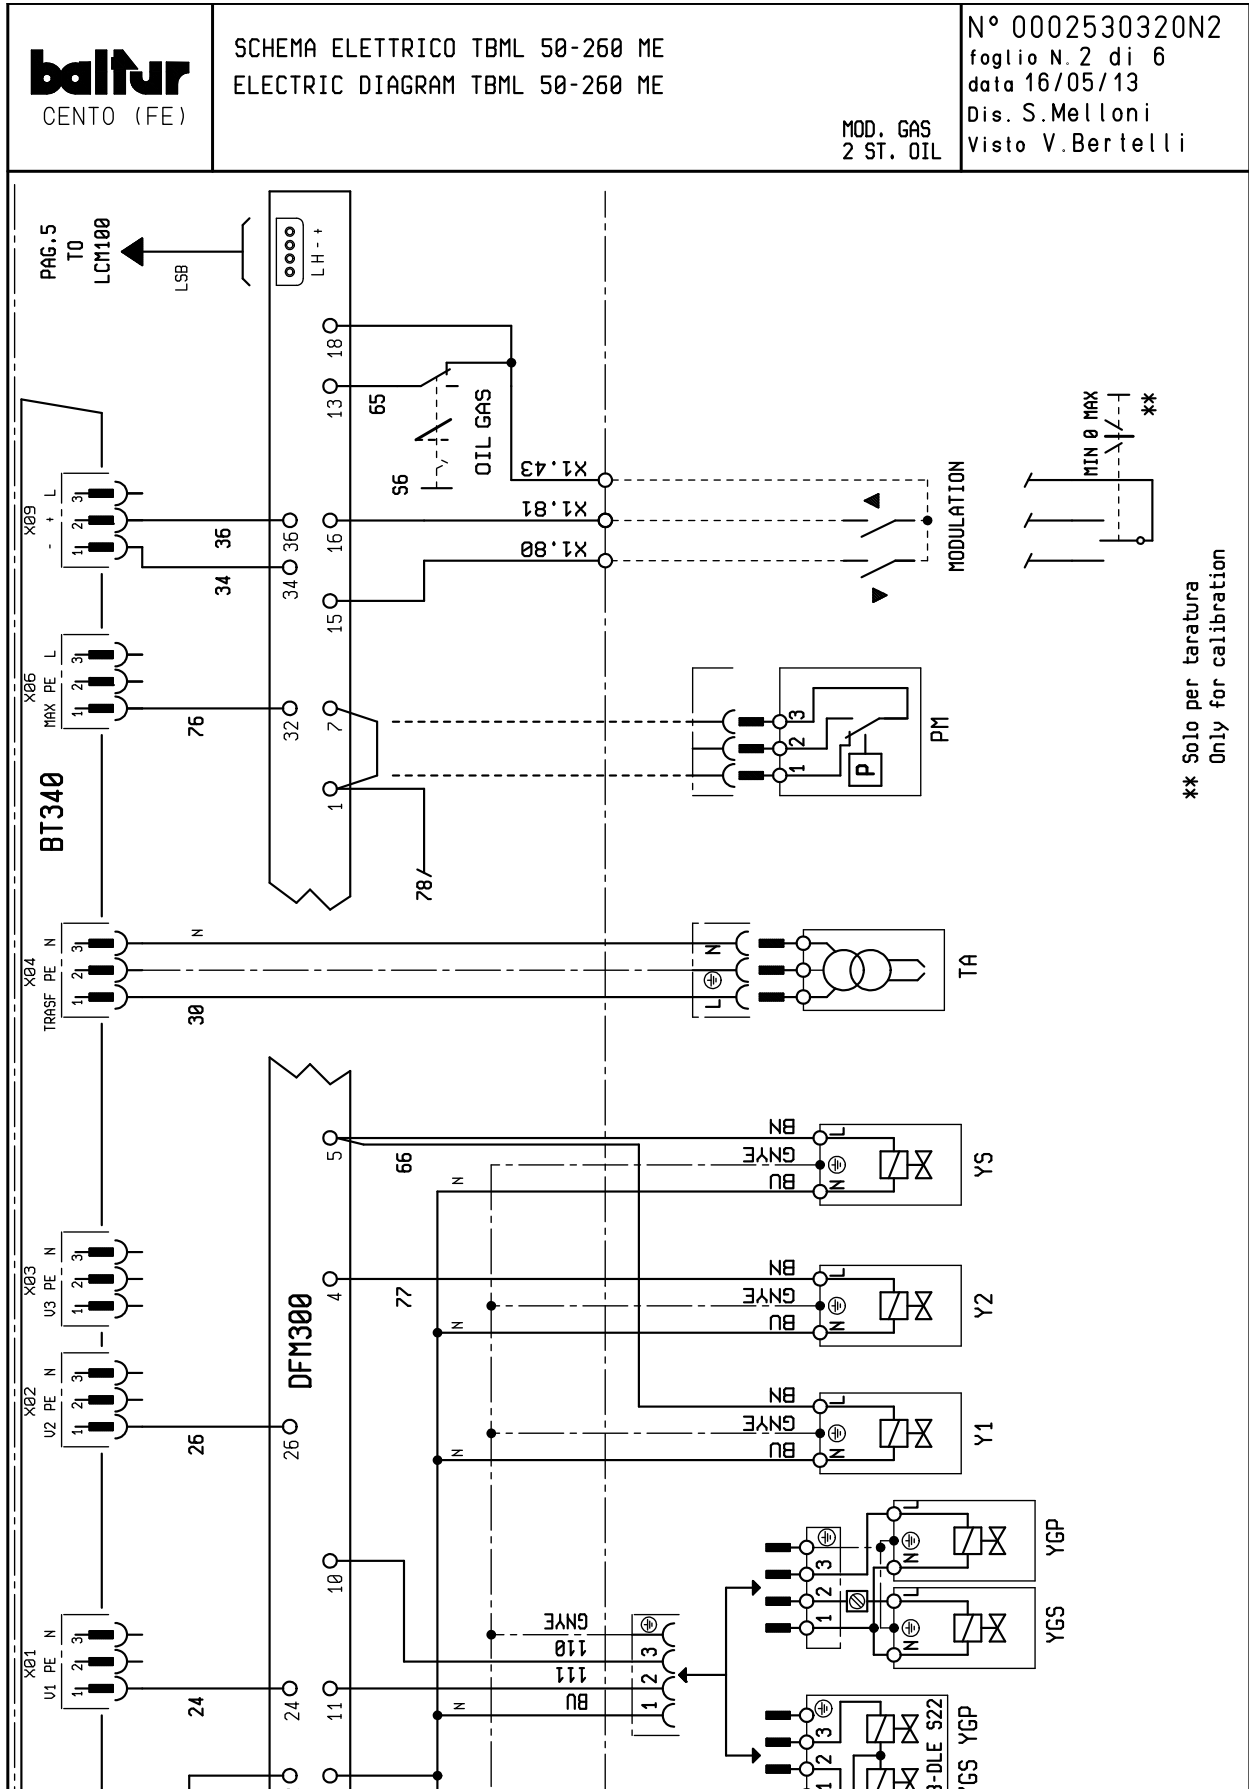 baltur
CENTO (FE)
SCHEMA ELETTRICO TBML 50-260 ME
ELECTRIC DIAGRAM TBML 50-260 ME
MOD. GAS
2 ST. OIL
N° 0002530320N2
foglio N. 2 di 6
data 16/05/13
Dis. S.Melloni
Visto V.Bertelli
PAG.5
TO
LCM100
LSB
L H - +
18
13
65
S6
OIL GAS
X1.43
X1.81
X1.80
MODULATION
MIN 0 MAX
**
** Solo per taratura
Only for calibration
X09
- + L
1 2 3
36
34
36
34
16
15
X06
MAX PE L
1 2 3
76
32
7
1
78/
BT340
3
2
1
P
PM
X04
TRASF PE N
1 2 3
N
30
L N
TA
5
66
N
BN
GNYE
BU
L
N
YS
X03
V3 PE N
1 2 3
4
77
N
BN
GNYE
BU
L
N
Y2
DFM300
X02
V2 PE N
1 2 3
26
26
N
BN
GNYE
BU
L
N
Y1
10
X01
V1 PE N
1 2 3
24
24
11
N
GNYE
110
111
BU
3
2
1
3
2
1
L
N
YGP
L
N
YGS
3
2
1
B-DLE S22
YGS YGP